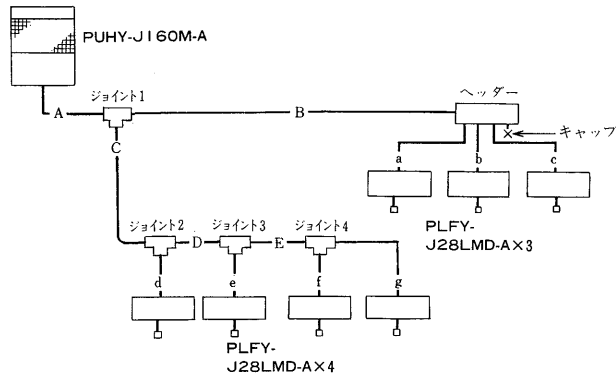 PUHY-J160M-A
ジョイント1
ヘッダー
A
B
キャップ
C
a
b
c
PLFY-
J28LMD-A×3
ジョイント2
ジョイント3
ジョイント4
D
E
d
e
f
g
PLFY-
J28LMD-A×4